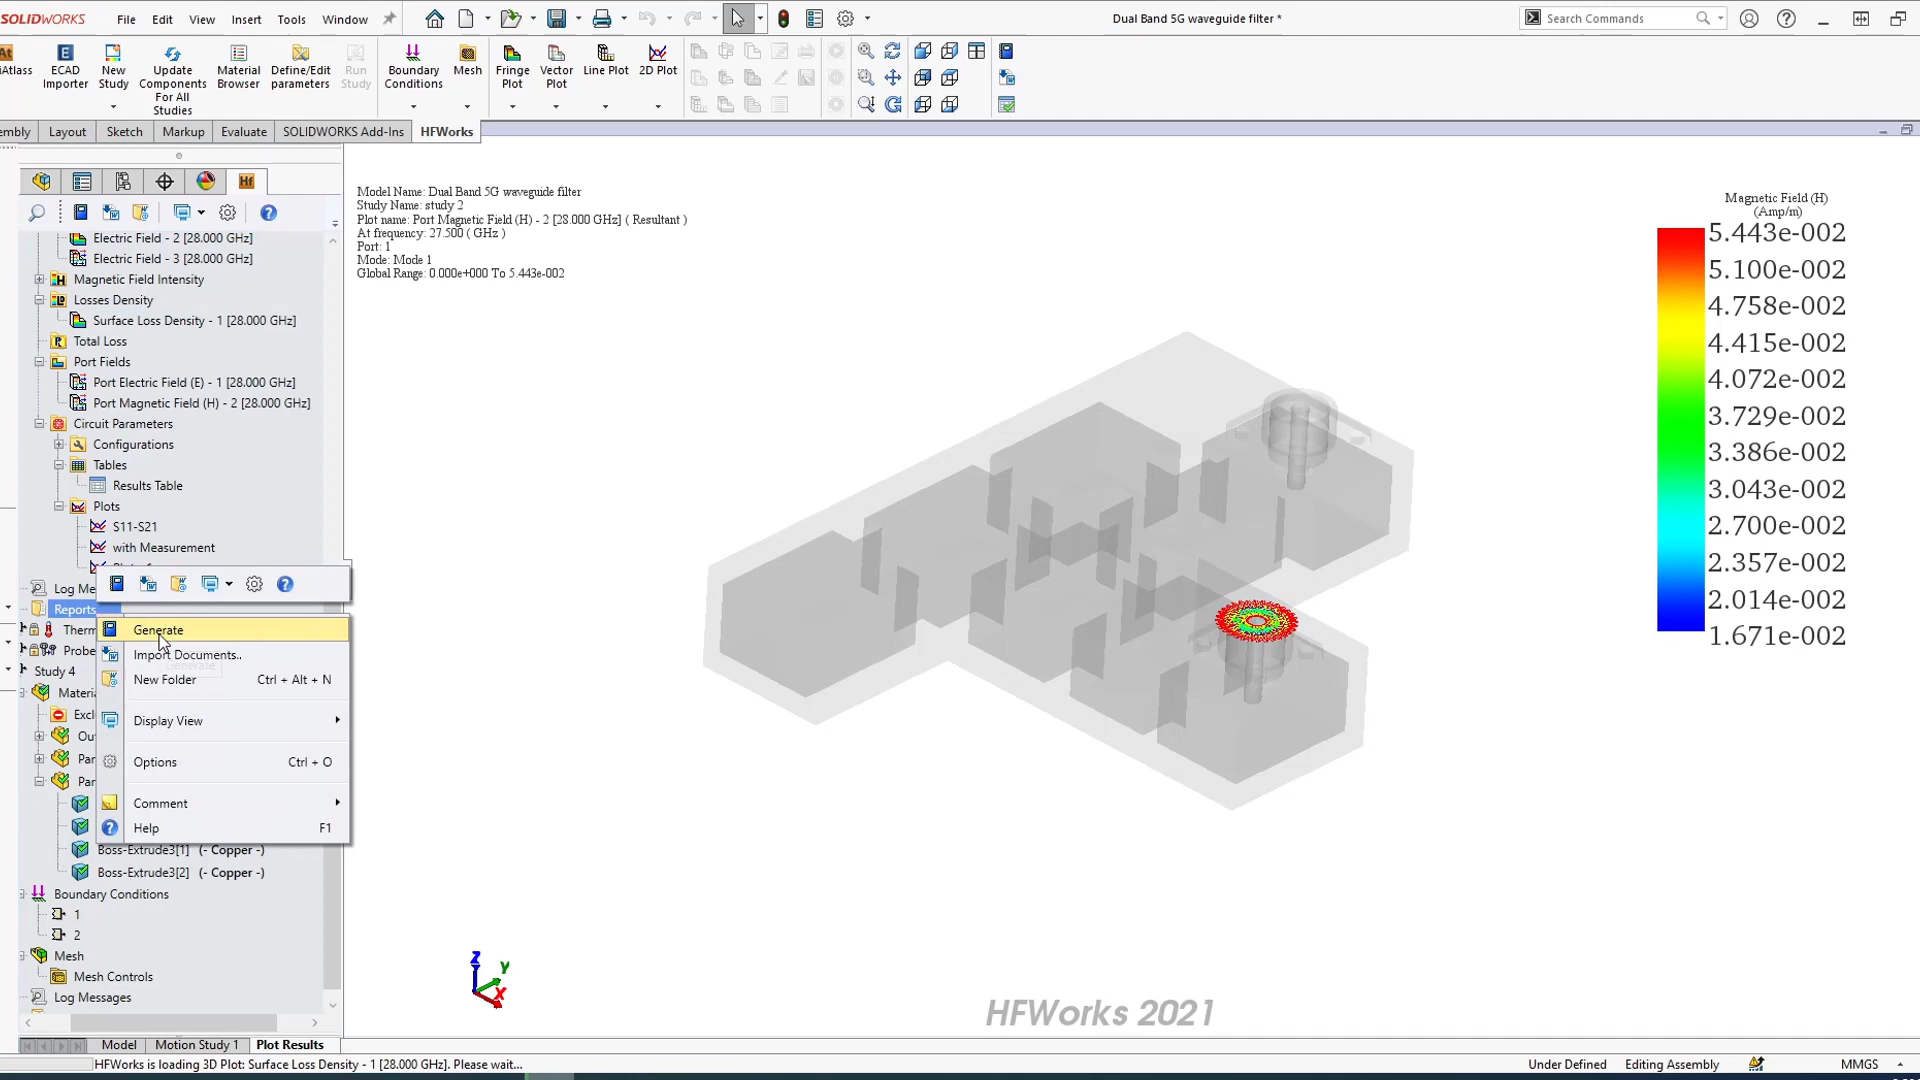 SOLIDWORKS File Edit View Insert Tools Window Dual Band 5G waveguide filter * Search Commands
Atlass ECAD Importer New Study Update Components For All Studies Material Browser Define/Edit parameters Run Study Boundary Conditions Mesh Fringe Plot Vector Plot Line Plot 2D Plot
embly Layout Sketch Markup Evaluate SOLIDWORKS Add-Ins HFWorks
Electric Field - 2 [28.000 GHz]
Electric Field - 3 [28.000 GHz]
Magnetic Field Intensity
Losses Density
Surface Loss Density - 1 [28.000 GHz]
Total Loss
Port Fields
Port Electric Field (E) - 1 [28.000 GHz]
Port Magnetic Field (H) - 2 [28.000 GHz]
Circuit Parameters
Configurations
Tables
Results Table
Plots
S11-S21
with Measurement
Log Me
Reports
Therm
Probe
Study 4
Materi
Excl
Ou
Par
Par
Generate
Import Documents..
New Folder Ctrl + Alt + N
Display View
Options Ctrl + O
Comment
Help F1
Boss-Extrude3[1] (- Copper -)
Boss-Extrude3[2] (- Copper -)
Boundary Conditions
1
2
Mesh
Mesh Controls
Log Messages
Model Name: Dual Band 5G waveguide filter
Study Name: study 2
Plot name: Port Magnetic Field (H) - 2 [28.000 GHz] ( Resultant )
At frequency: 27.500 ( GHz )
Port: 1
Mode: Mode 1
Global Range: 0.000e+000 To 5.443e-002
Magnetic Field (H)
(Amp/m)
5.443e-002
5.100e-002
4.758e-002
4.415e-002
4.072e-002
3.729e-002
3.386e-002
3.043e-002
2.700e-002
2.357e-002
2.014e-002
1.671e-002
Z
Y
X
HFWorks 2021
Model Motion Study 1 Plot Results
HFWorks is loading 3D Plot: Surface Loss Density - 1 [28.000 GHz]. Please wait... Under Defined Editing Assembly MMGS